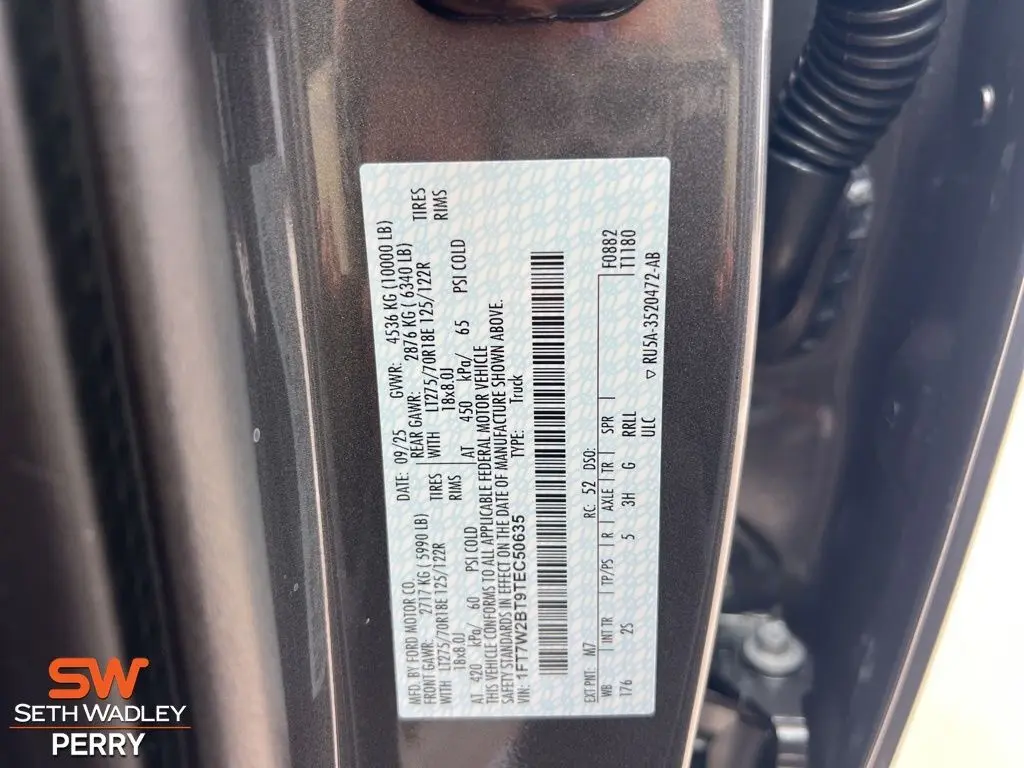 MFD. BY FORD MOTOR CO.
DATE: 09/25 GVWR: 4536 KG (10000 LB)
FRONT GAWR: 2717 KG ( 5990 LB)
REAR GAWR: 2876 KG ( 6340 LB)
WITH LT275/70R18E 125/122R TIRES
WITH LT275/70R18E 125/122R TIRES
18x8.0J RIMS
18x8.0J RIMS
AT 420 kPa/ 60 PSI COLD
AT 450 kPa/ 65 PSI COLD
THIS VEHICLE CONFORMS TO ALL APPLICABLE FEDERAL MOTOR VEHICLE
SAFETY STANDARDS IN EFFECT ON THE DATE OF MANUFACTURE SHOWN ABOVE.
VIN: 1FT7W2BT9TEC50635 TYPE: Truck
EXT PNT: M7 RC: 52 DSO: F0882
WB INT TR TP/PS R AXLE TR SPR T1180
176 2S 5 3H G RRLL
ULC
▽ RU5A-3520472-AB
SW
SETH WADLEY
PERRY